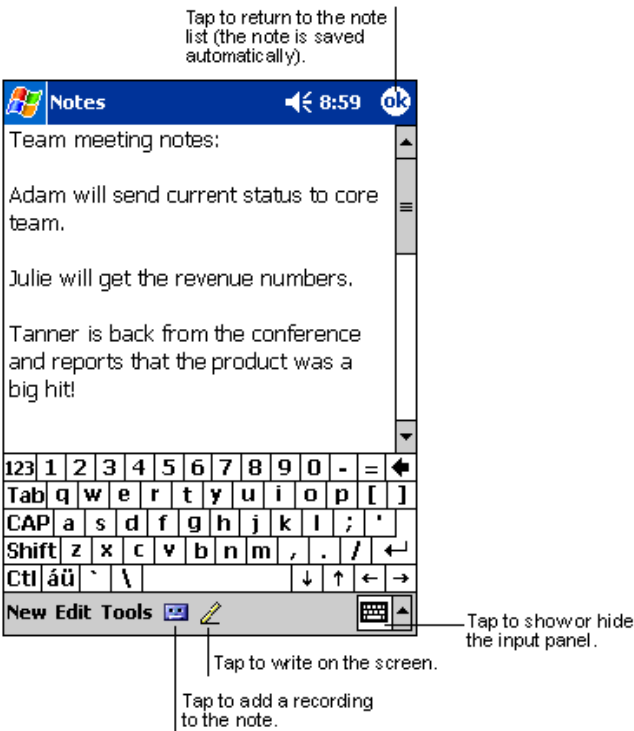 Tap to return to the note
list (the note is saved
automatically).
Notes 8:59 ok
Team meeting notes:
Adam will send current status to core
team.
Julie will get the revenue numbers.
Tanner is back from the conference
and reports that the product was a
big hit!
123 1 2 3 4 5 6 7 8 9 0 - =
Tab q w e r t y u i o p [ ]
CAP a s d f g h j k l ; '
Shift z x c v b n m , . /
Ctl áü ` \ ↓ ↑ ← →
New Edit Tools
Tap to show or hide
the input panel.
Tap to write on the screen.
Tap to add a recording
to the note.